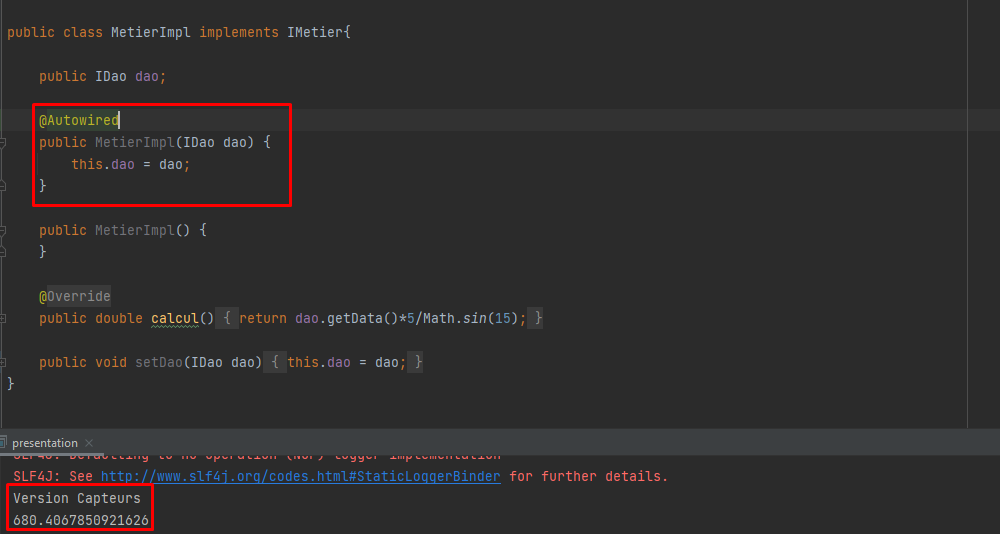 public class MetierImpl implements IMetier{
public IDao dao;
@Autowired
public MetierImpl(IDao dao) {
this.dao = dao;
}
public MetierImpl() {
}
@Override
public double calcul() { return dao.getData()*5/Math.sin(15); }
public void setDao(IDao dao) { this.dao = dao; }
}
presentation
SLF4J: Defaulting to no-operation (NOP) logger implementation
SLF4J: See http://www.slf4j.org/codes.html#StaticLoggerBinder for further details.
Version Capteurs
680.4067850921626